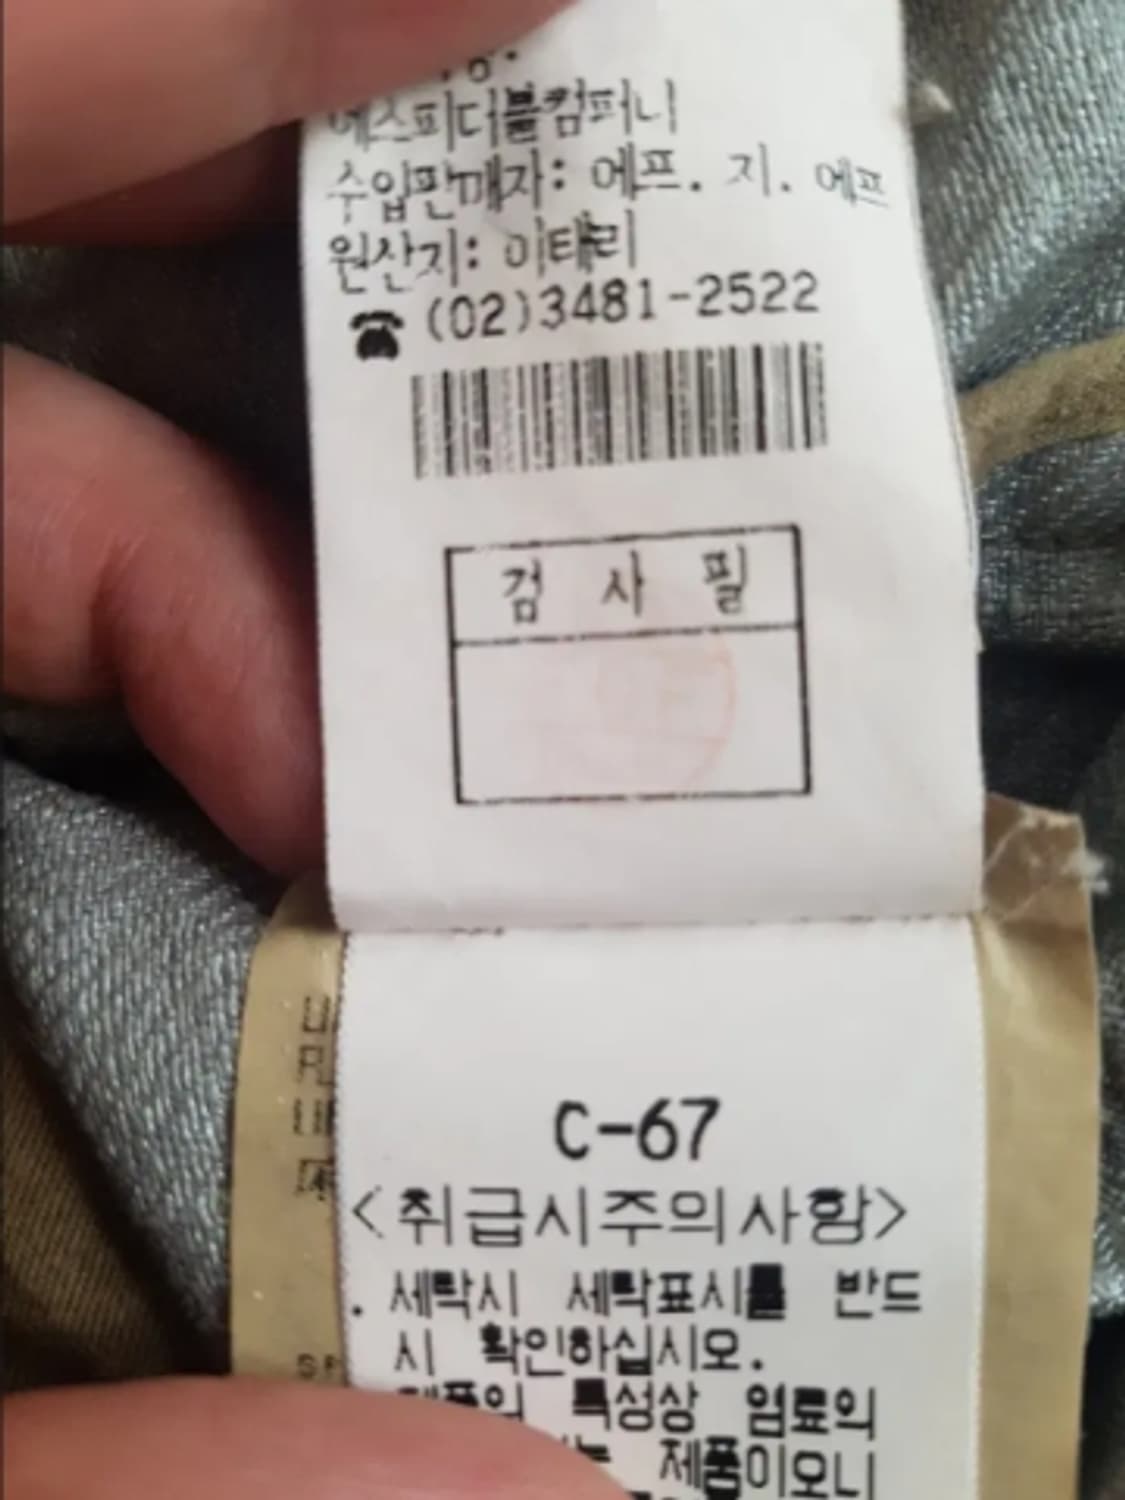 에스피더블컴퍼니
수입판매자: 에프. 지. 에프
원산지: 이태리
☎ (02)3481-2522
검 사 필
C-67
<취급시주의사항>
. 세탁시 세탁표시를 반드
시 확인하십시오.
제품의 특성상 염료의
제품이오니